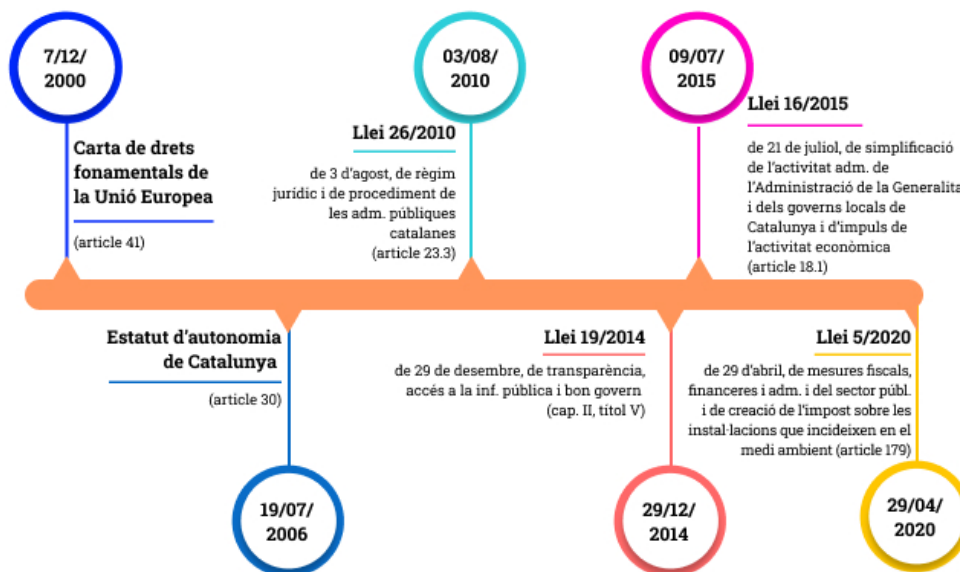 7/12/
2000
Carta de drets
fonamentals de
la Unió Europea
(article 41)
03/08/
2010
Llei 26/2010
de 3 d'agost, de règim
jurídic i de procediment de
les adm. públiques
catalanes
(article 23.3)
09/07/
2015
Llei 16/2015
de 21 de juliol, de simplificació
de l'activitat adm. de
l'Administració de la Generalita
i dels governs locals de
Catalunya i d'impuls de
l'activitat econòmica
(article 18.1)
Estatut d'autonomia
de Catalunya
(article 30)
19/07/
2006
Llei 19/2014
de 29 de desembre, de transparència,
accés a la inf. pública i bon govern
(cap. II, títol V)
29/12/
2014
Llei 5/2020
de 29 d'abril, de mesures fiscals,
financeres i adm. i del sector públ.
i de creació de l'impost sobre les
instal·lacions que incideixen en el
medi ambient (article 179)
29/04/
2020